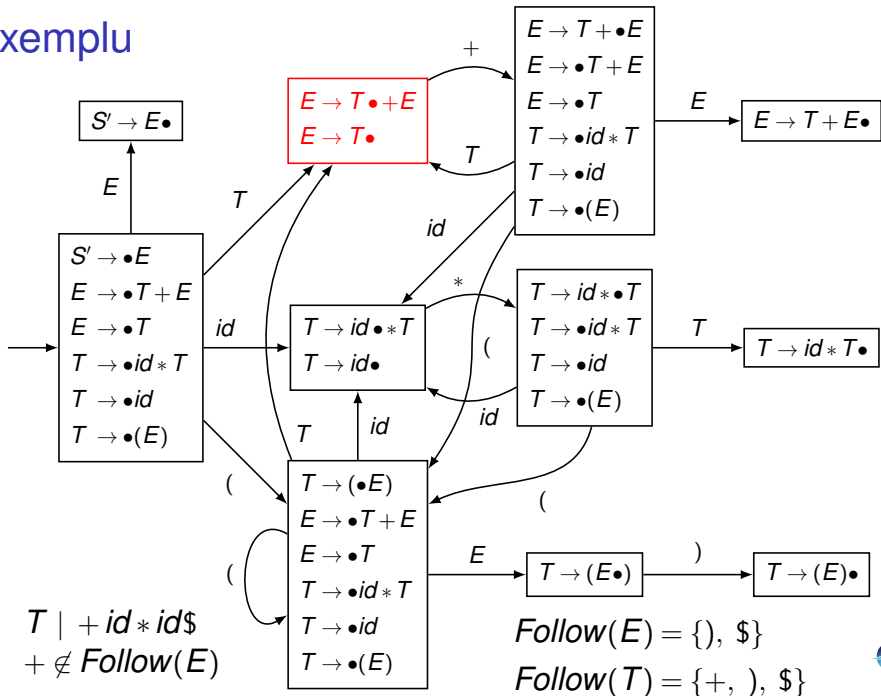 xemplu
S′ → E•
E
S′ → •E
E → •T + E
E → •T
T → •id ∗ T
T → •id
T → •(E)
T
id
(
E → T• + E
E → T•
+
T
E → T + •E
E → •T + E
E → •T
T → •id ∗ T
T → •id
T → •(E)
E
E → T + E•
id
(
T → id• ∗ T
T → id•
∗
id
T → id ∗ •T
T → •id ∗ T
T → •id
T → •(E)
T
T → id ∗ T•
(
T
id
(
T → (•E)
E → •T + E
E → •T
T → •id ∗ T
T → •id
T → •(E)
E
T → (E•)
)
T → (E)•
T | +id ∗ id$
+ ∉ Follow(E)
Follow(E) = {), $}
Follow(T) = {+, ), $}